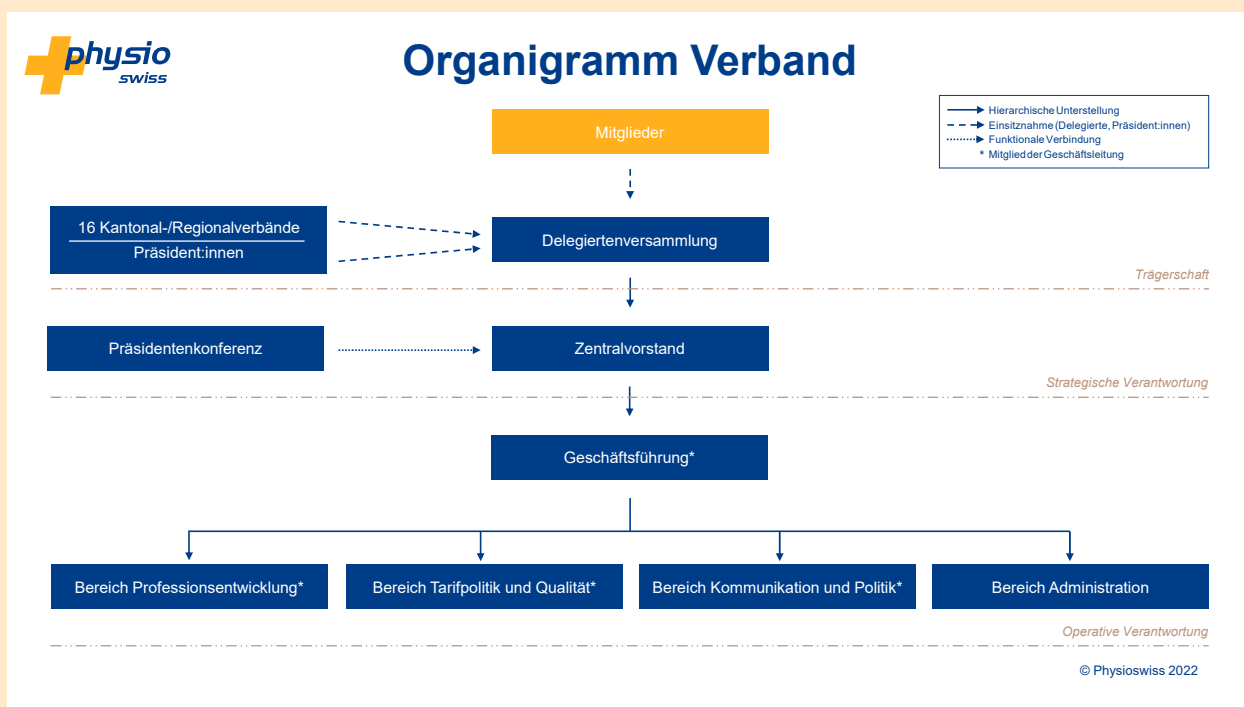 physio
swiss
Organigramm Verband
Hierarchische Unterstellung
Einsitznahme (Delegierte, Präsident:innen)
Funktionale Verbindung
* Mitglied der Geschäftsleitung
Mitglieder
16 Kantonal-/Regionalverbände
Präsident:innen
Delegiertenversammlung
Trägerschaft
Präsidentenkonferenz
Zentralvorstand
Strategische Verantwortung
Geschäftsführung*
Bereich Professionsentwicklung*
Bereich Tarifpolitik und Qualität*
Bereich Kommunikation und Politik*
Bereich Administration
Operative Verantwortung
© Physioswiss 2022